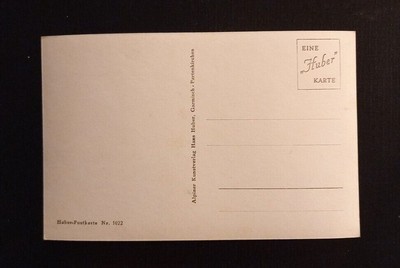 EINE
„Huber"
KARTE
Alpiner Kunstverlag Hans Huber, Garmisch-Partenkirchen
Huber-Postkarte Nr. 1022